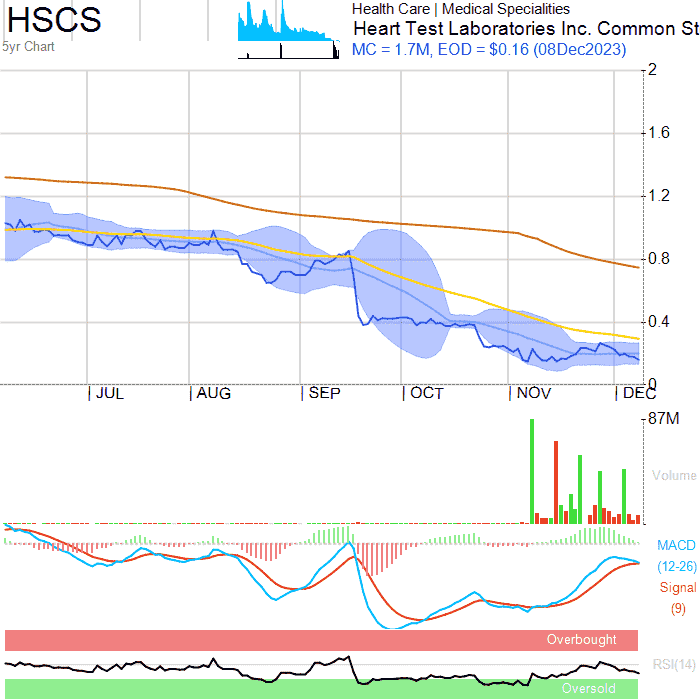 HSCS
5yr Chart
Health Care | Medical Specialities
Heart Test Laboratories Inc. Common St
MC = 1.7M, EOD = $0.16 (08Dec2023)
2
1.6
1.2
0.8
0.4
0
JUL AUG SEP OCT NOV DEC
87M
Volume
MACD
(12-26)
Signal
(9)
Overbought
RSI(14)
Oversold